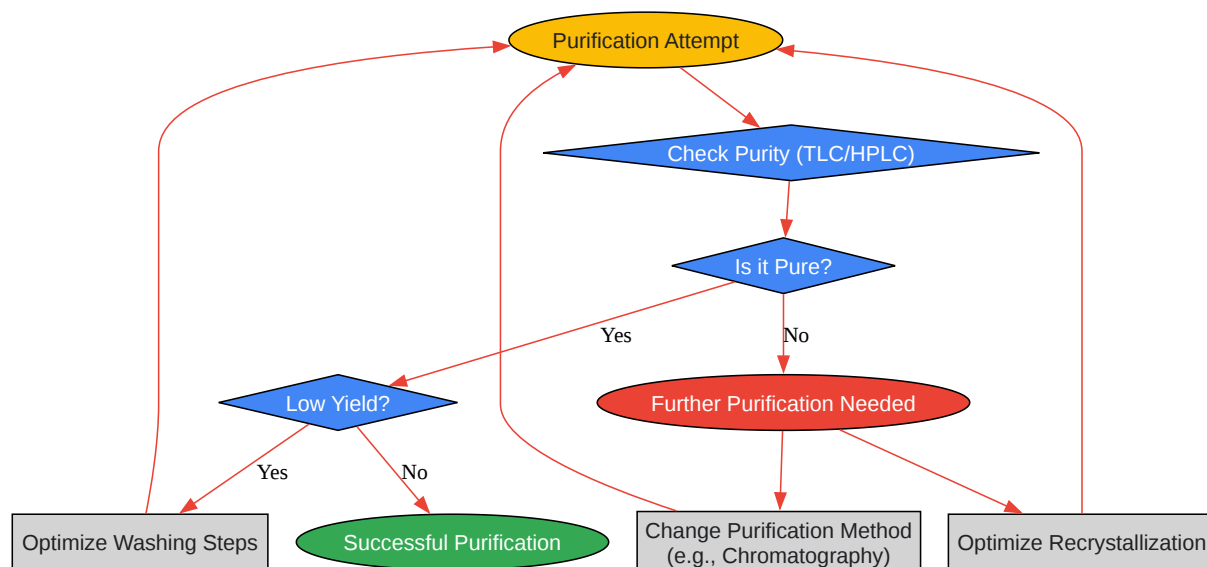 Purification Attempt
Check Purity (TLC/HPLC)
Is it Pure?
Yes
No
Low Yield?
Further Purification Needed
Yes
No
Optimize Washing Steps
Successful Purification
Change Purification Method
(e.g., Chromatography)
Optimize Recrystallization